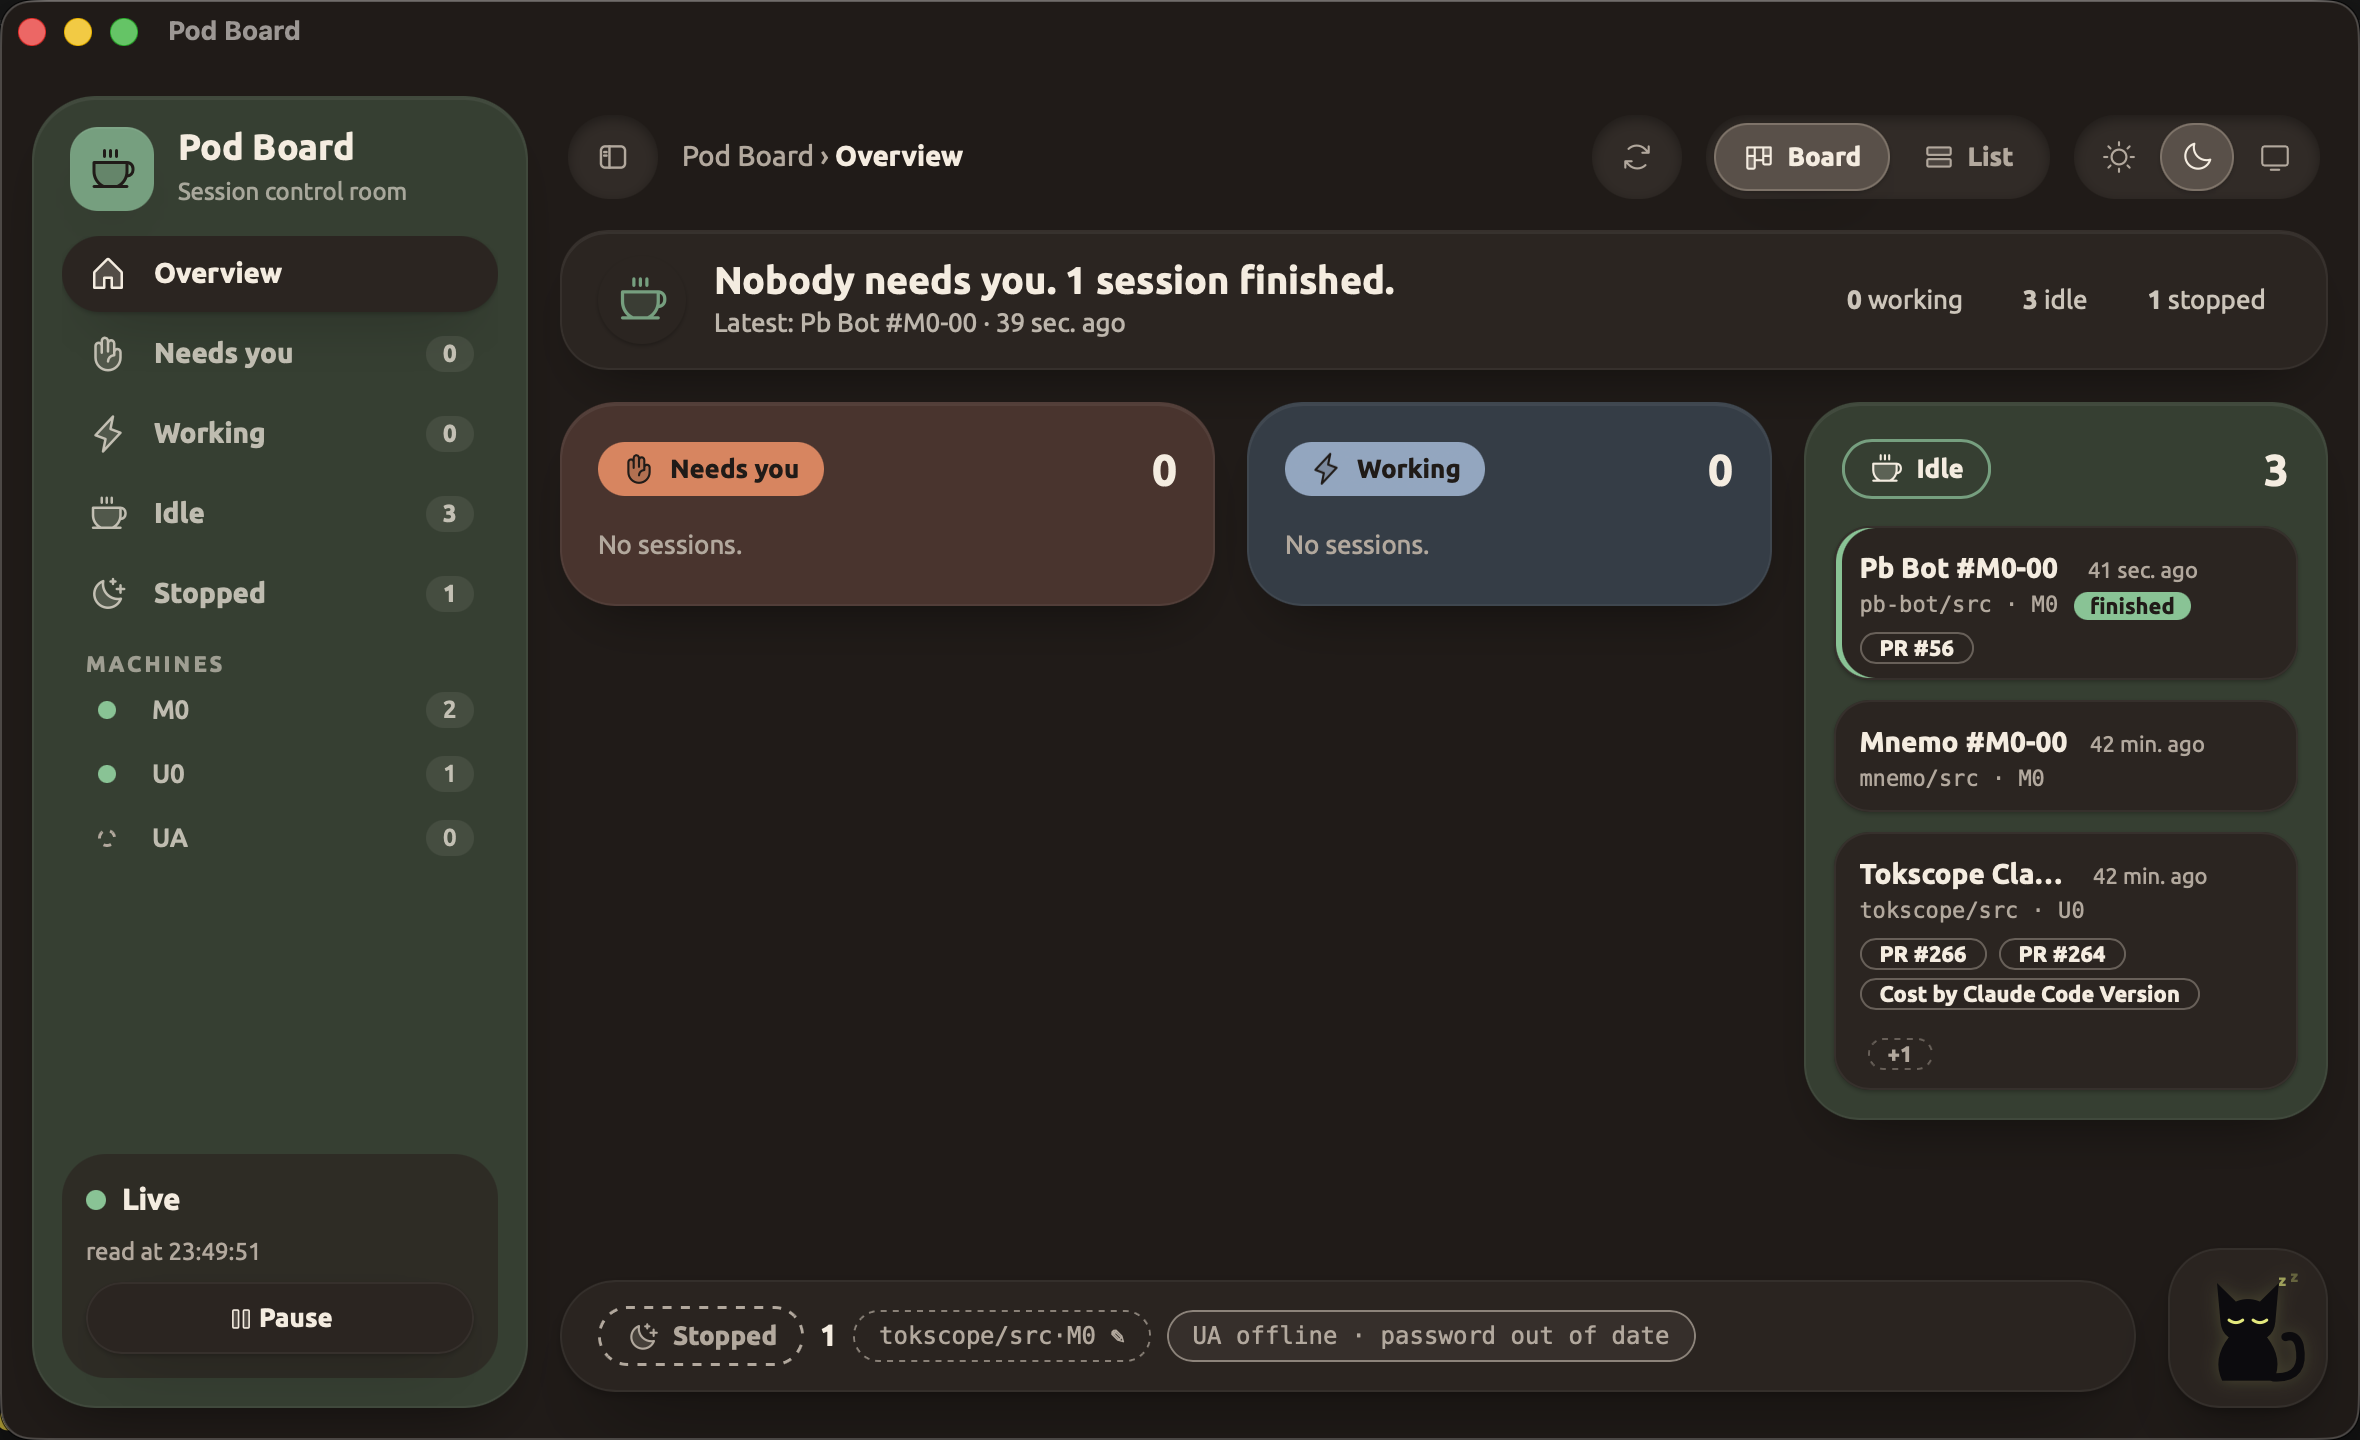 Pod Board
Pod Board
Session control room
Overview
Needs you 0
Working 0
Idle 3
Stopped 1
MACHINES
M0 2
U0 1
UA 0
Live
read at 23:49:51
Pause
Pod Board › Overview
Board
List
Nobody needs you. 1 session finished.
Latest: Pb Bot #M0-00 · 39 sec. ago
0 working 3 idle 1 stopped
Needs you 0
No sessions.
Working 0
No sessions.
Idle 3
Pb Bot #M0-00 41 sec. ago
pb-bot/src · M0 finished
PR #56
Mnemo #M0-00 42 min. ago
mnemo/src · M0
Tokscope Cla... 42 min. ago
tokscope/src · U0
PR #266 PR #264
Cost by Claude Code Version
+1
Stopped 1 tokscope/src·M0 ✎ UA offline · password out of date
z z